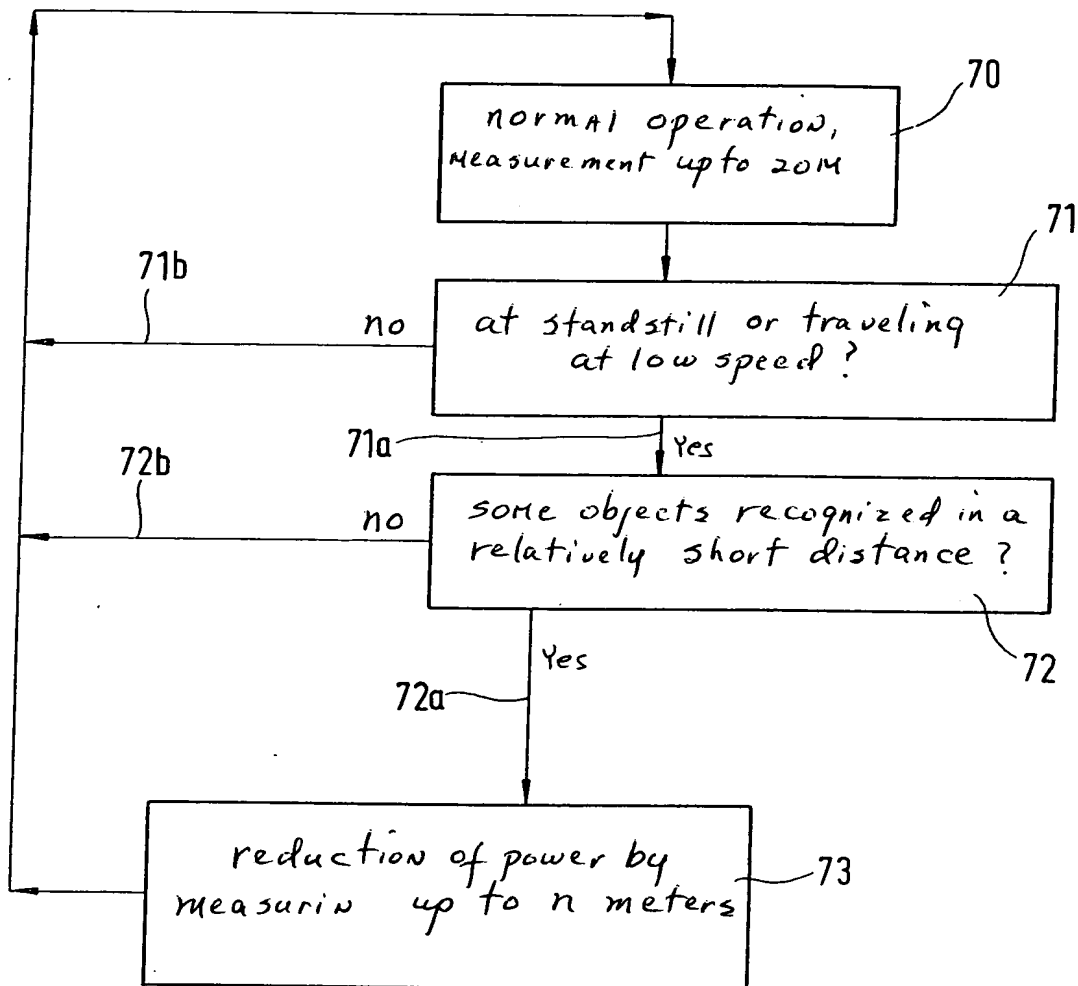 70
normal operation,
measurement up to 20M
71
71b
no
at standstill or traveling
at low speed ?
71a
Yes
72b
no
some objects recognized in a
relatively short distance ?
72
Yes
72a
reduction of power by
measurin up to n meters
73